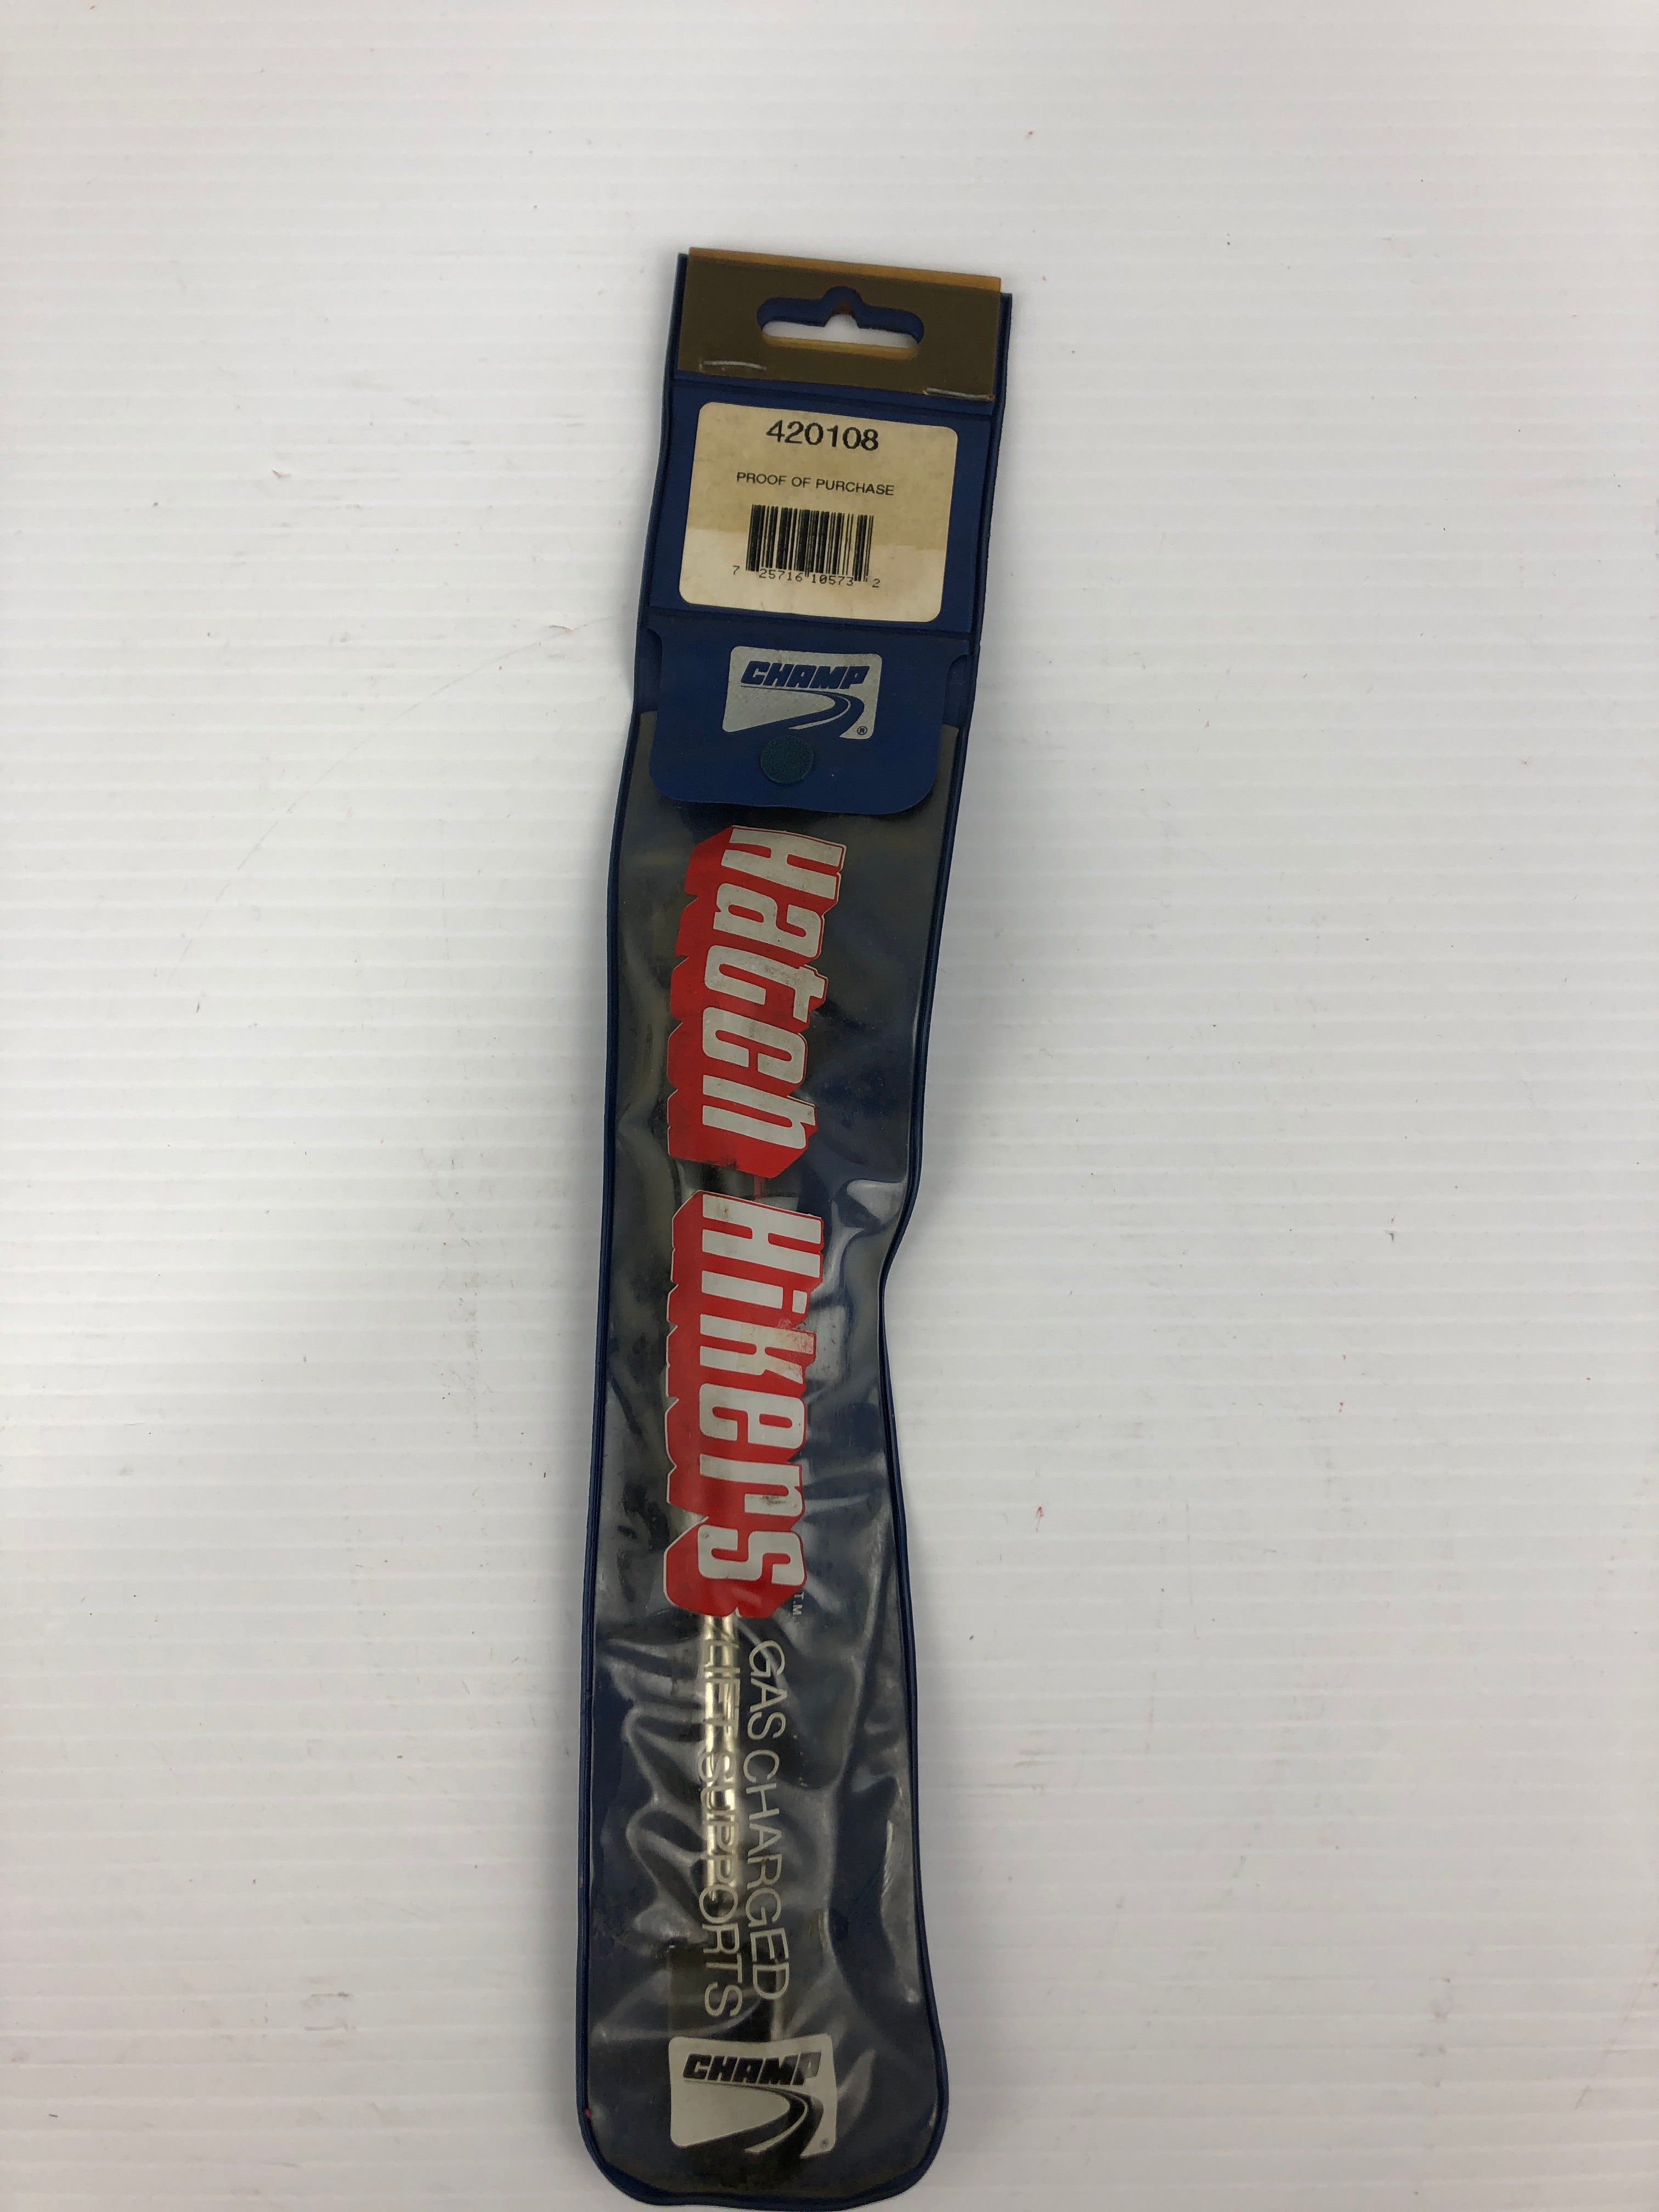 420108
PROOF OF PURCHASE
7 25716 10573 2
CHAMP
®
Hatch Hikers
T.M.
GAS CHARGED
LIFT SUPPORTS
CHAMP
®